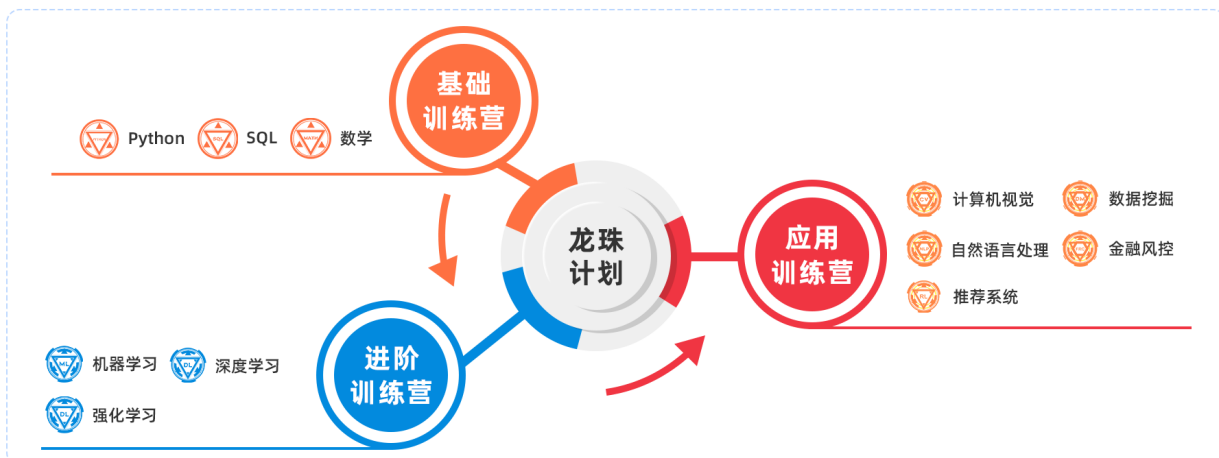 基础
训练营
Python
SQL
数学
龙珠
计划
应用
训练营
计算机视觉
数据挖掘
自然语言处理
金融风控
推荐系统
进阶
训练营
ML
机器学习
DL
深度学习
DL
强化学习